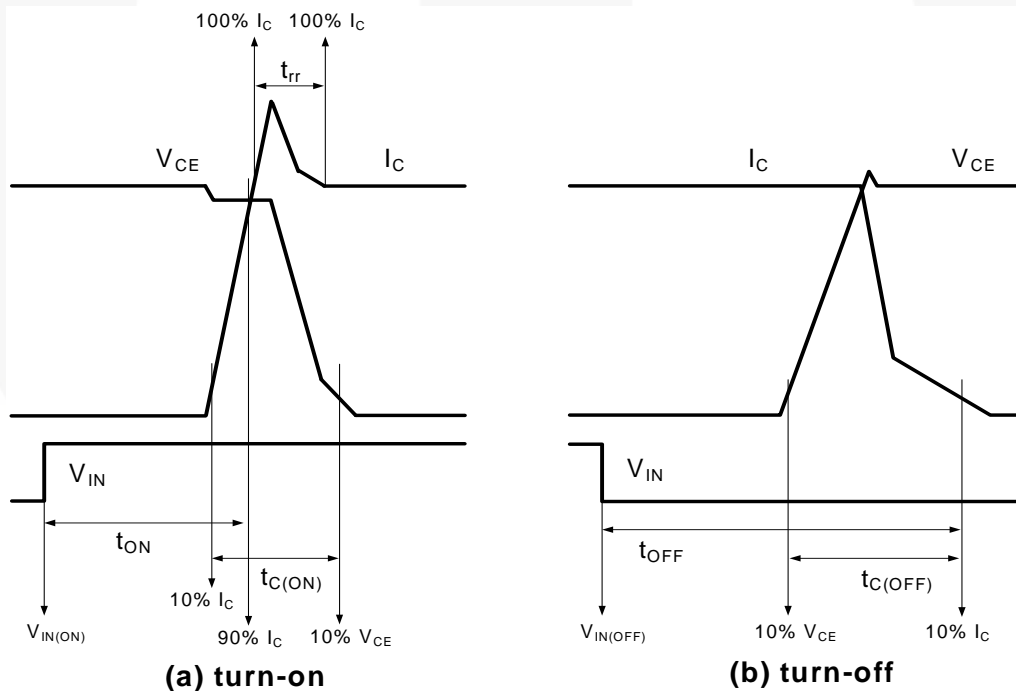 100% IC 100% IC
trr
VCE IC
VIN
tON
tC(ON)
10% IC
VIN(ON)
90% IC 10% VCE
(a) turn-on
IC VCE
VIN
tOFF
tC(OFF)
VIN(OFF) 10% VCE 10% IC
(b) turn-off